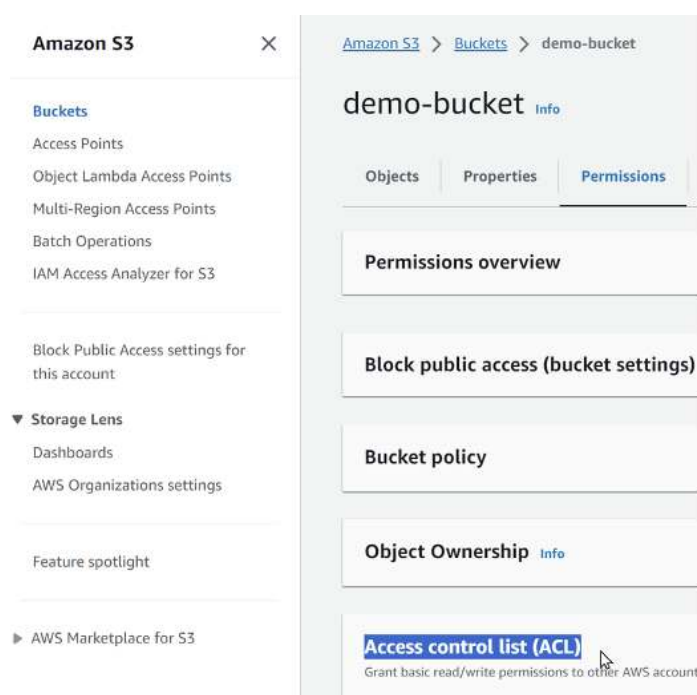 Amazon S3
Buckets
Access Points
Object Lambda Access Points
Multi-Region Access Points
Batch Operations
IAM Access Analyzer for S3
Block Public Access settings for
this account
Storage Lens
Dashboards
AWS Organizations settings
Feature spotlight
AWS Marketplace for S3
Amazon S3 > Buckets > demo-bucket
demo-bucket Info
Objects Properties Permissions
Permissions overview
Block public access (bucket settings)
Bucket policy
Object Ownership Info
Access control list (ACL)
Grant basic read/write permissions to other AWS account